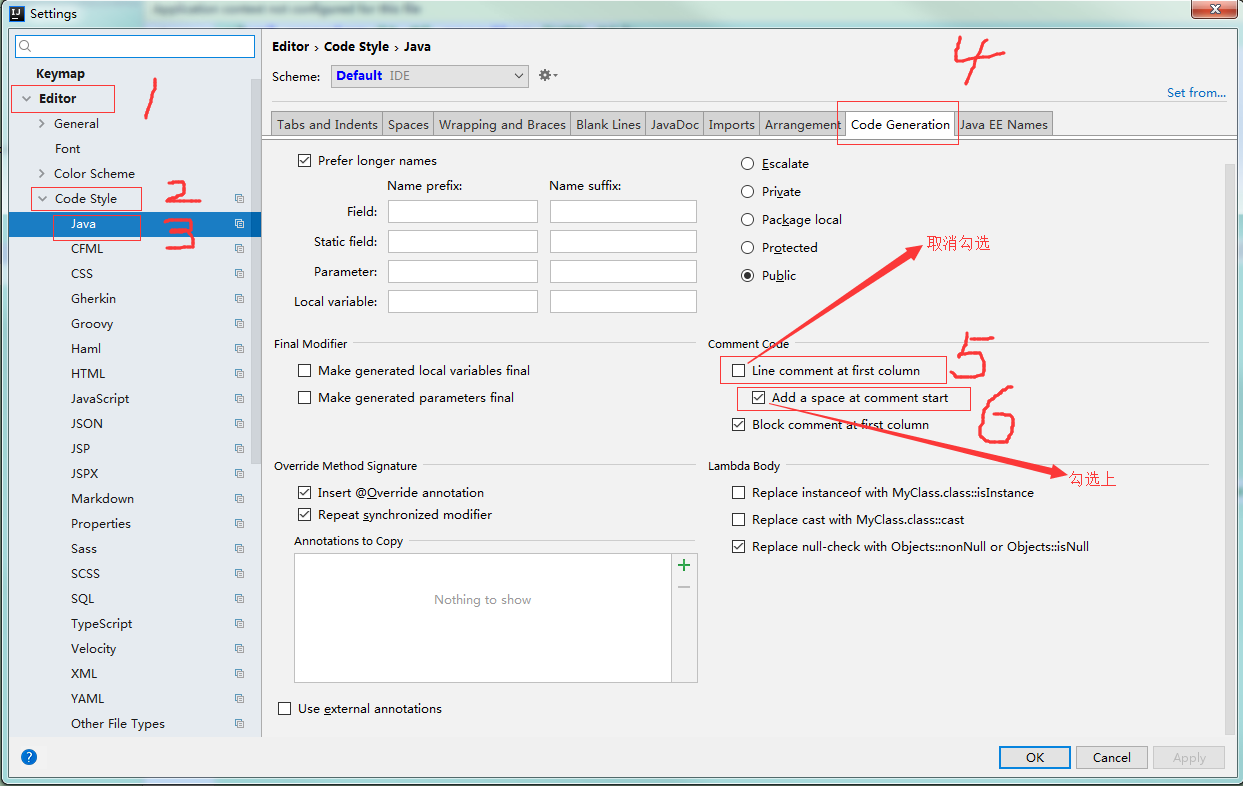 Settings
Application context not configured for this file
Keymap
Editor
General
Font
Color Scheme
Code Style
Java
CFML
CSS
Gherkin
Groovy
Haml
HTML
JavaScript
JSON
JSP
JSPX
Markdown
Properties
Sass
SCSS
SQL
TypeScript
Velocity
XML
YAML
Other File Types
1
2
3
Editor › Code Style › Java
4
Scheme: Default IDE
Set from...
Tabs and Indents Spaces Wrapping and Braces Blank Lines JavaDoc Imports Arrangement Code Generation Java EE Names
Prefer longer names
Name prefix: Name suffix:
Field:
Static field:
Parameter:
Local variable:
Escalate
Private
Package local
Protected
Public
取消勾选
Final Modifier
Make generated local variables final
Make generated parameters final
Comment Code
Line comment at first column
5
Add a space at comment start
6
Block comment at first column
勾选上
Override Method Signature
Insert @Override annotation
Repeat synchronized modifier
Annotations to Copy
Nothing to show
Lambda Body
Replace instanceof with MyClass.class::isInstance
Replace cast with MyClass.class::cast
Replace null-check with Objects::nonNull or Objects::isNull
Use external annotations
?
OK Cancel Apply